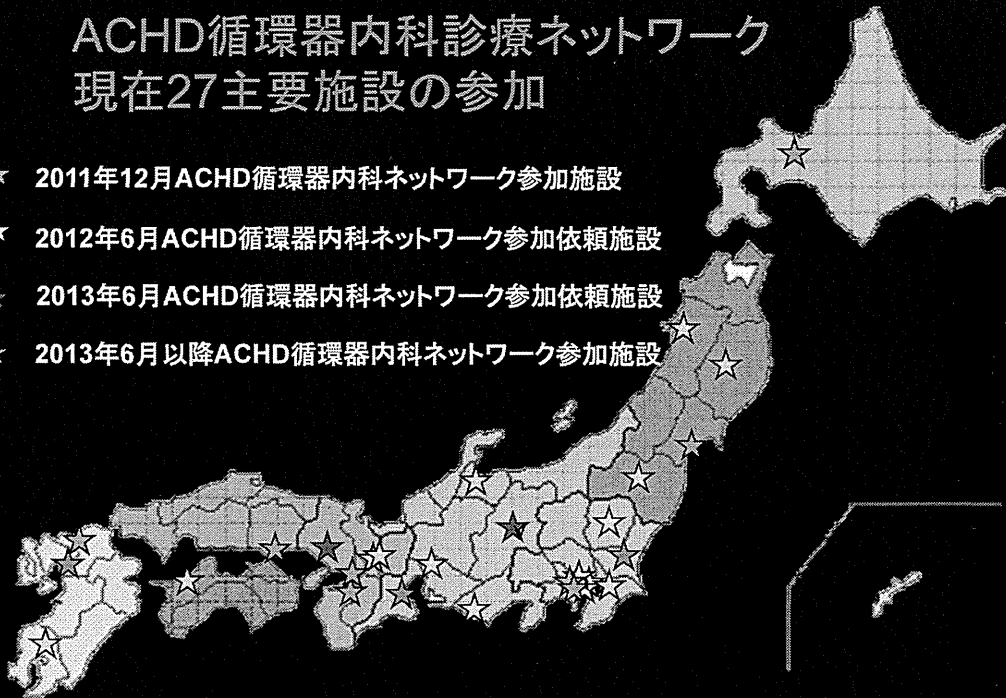 ACHD循環器内科診療ネットワーク
現在27主要施設の参加
2011年12月ACHD循環器内科ネットワーク参加施設
2012年6月ACHD循環器内科ネットワーク参加依頼施設
2013年6月ACHD循環器内科ネットワーク参加依頼施設
2013年6月以降ACHD循環器内科ネットワーク参加施設